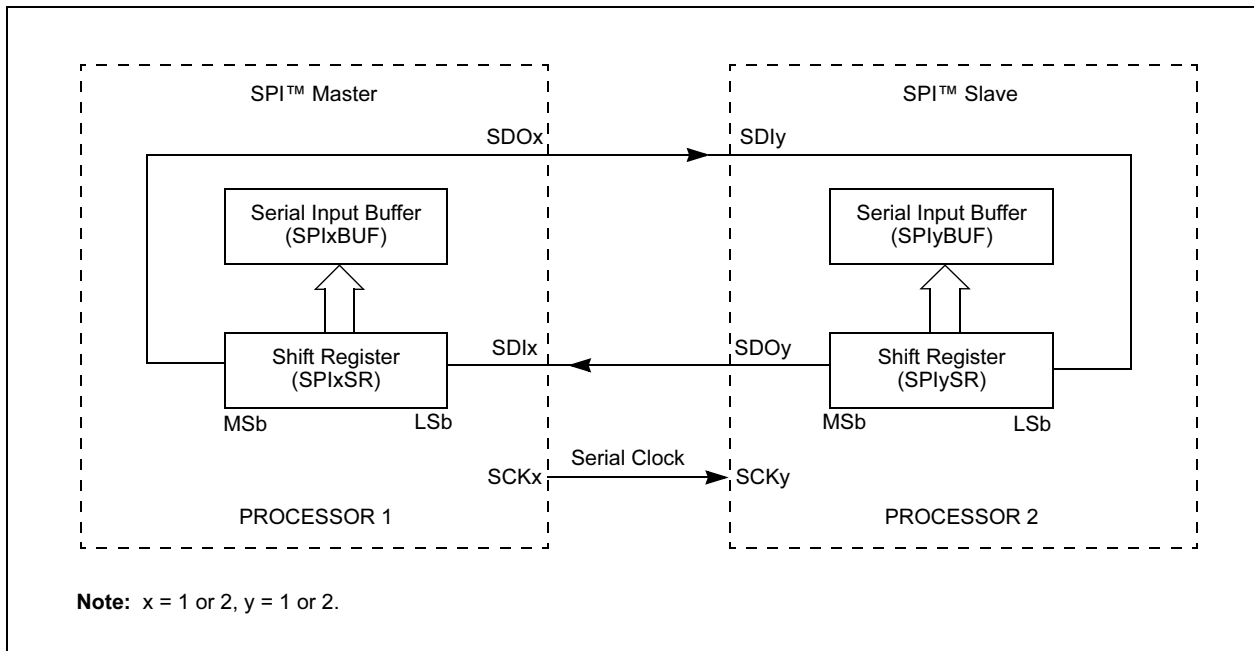 SPI™ Master
SPI™ Slave
SDOx
SDIy
Serial Input Buffer
(SPIxBUF)
Serial Input Buffer
(SPIyBUF)
Shift Register
(SPIxSR)
SDIx
SDOy
Shift Register
(SPIySR)
MSb
LSb
MSb
LSb
Serial Clock
SCKx
SCKy
PROCESSOR 1
PROCESSOR 2
Note: x = 1 or 2, y = 1 or 2.